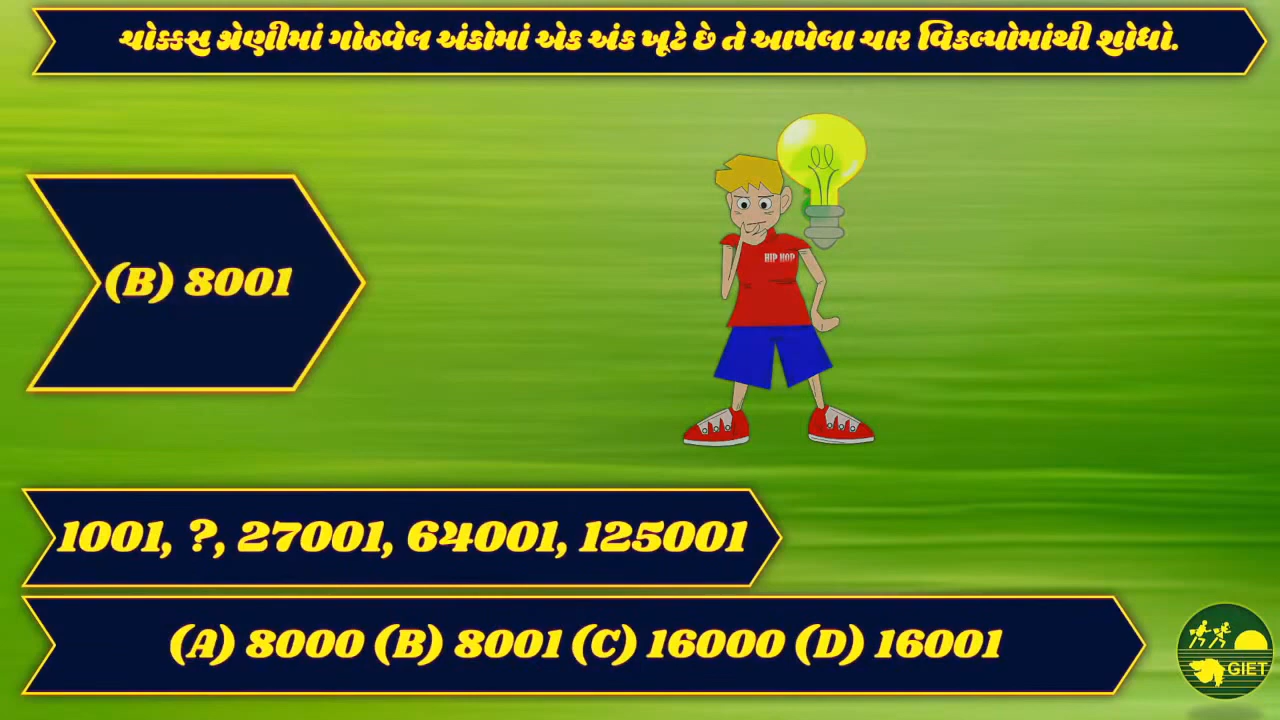 ચોક્કસ શ્રેણીમાં ગોઠવેલ અંકોમાં એક અંક ખૂટે છે તે આપેલા ચાર વિકલ્પોમાંથી શોધો.
HIP HOP
(B) 8001
1001, ?, 27001, 64001, 125001
(A) 8000 (B) 8001 (C) 16000 (D) 16001
GIET